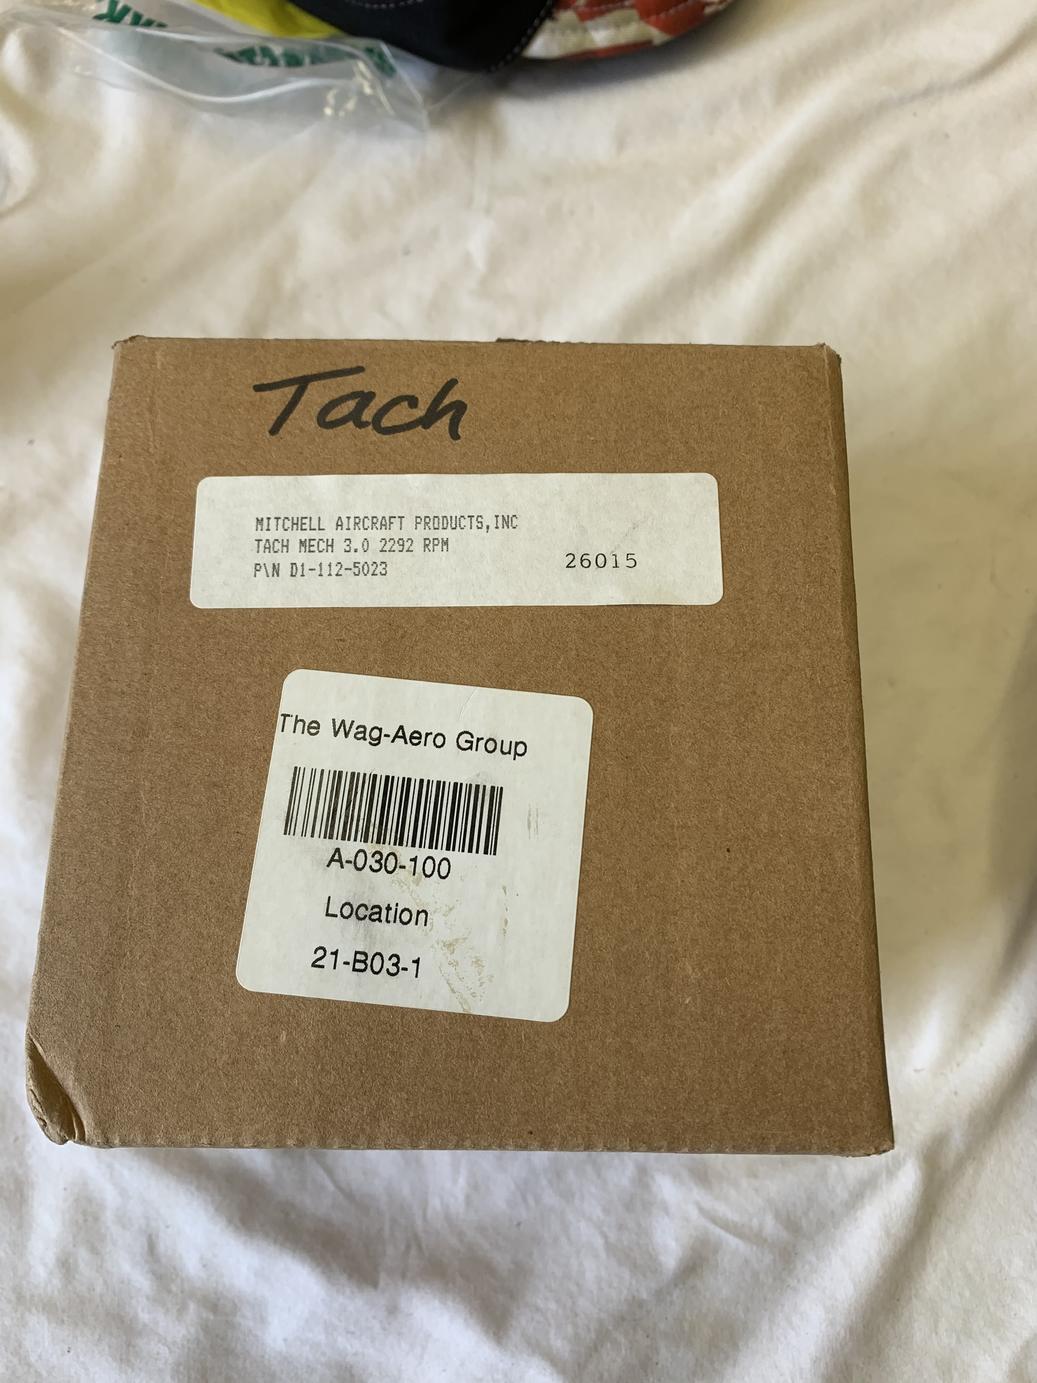 Tach
MITCHELL AIRCRAFT PRODUCTS,INC
TACH MECH 3.0 2292 RPM
P\N D1-112-5023
26015
The Wag-Aero Group
A-030-100
Location
21-B03-1